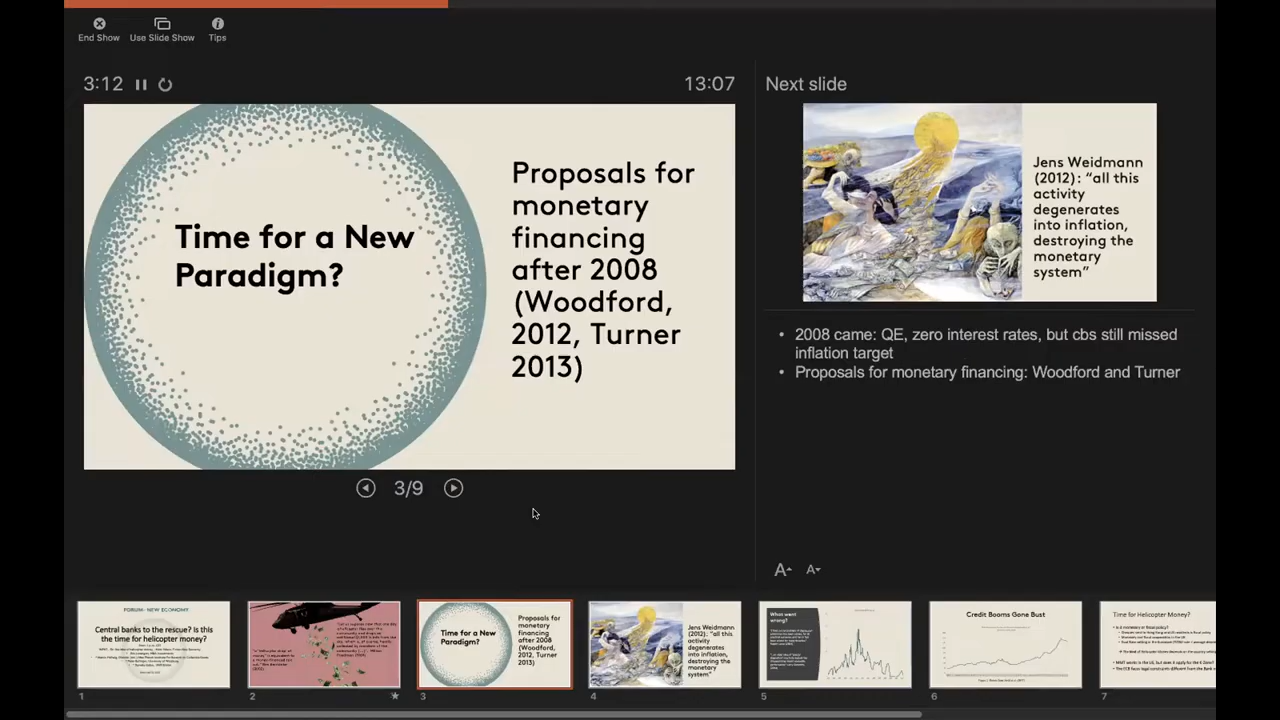 End Show
Use Slide Show
Tips
3:12
13:07
Next slide
Time for a New
Paradigm?
Proposals for
monetary
financing
after 2008
(Woodford,
2012, Turner
2013)
Jens Weidmann
(2012): “all this
activity
degenerates
into inflation,
destroying the
monetary
system”
• 2008 came: QE, zero interest rates, but cbs still missed
inflation target
• Proposals for monetary financing: Woodford and Turner
3/9
A
A
FORUM NEW ECONOMY
Central banks to the rescue? Is this
the time for helicopter money?
Time for a New
Paradigm?
Proposals for
monetary
financing
after 2008
(Woodford,
2012, Turner
2013)
Jens Weidmann
(2012): “all this
activity
degenerates
into inflation,
destroying the
monetary
system”
What went
wrong?
Credit Booms Gone Bust
Time for Helicopter Money?
1
2
3
4
5
6
7